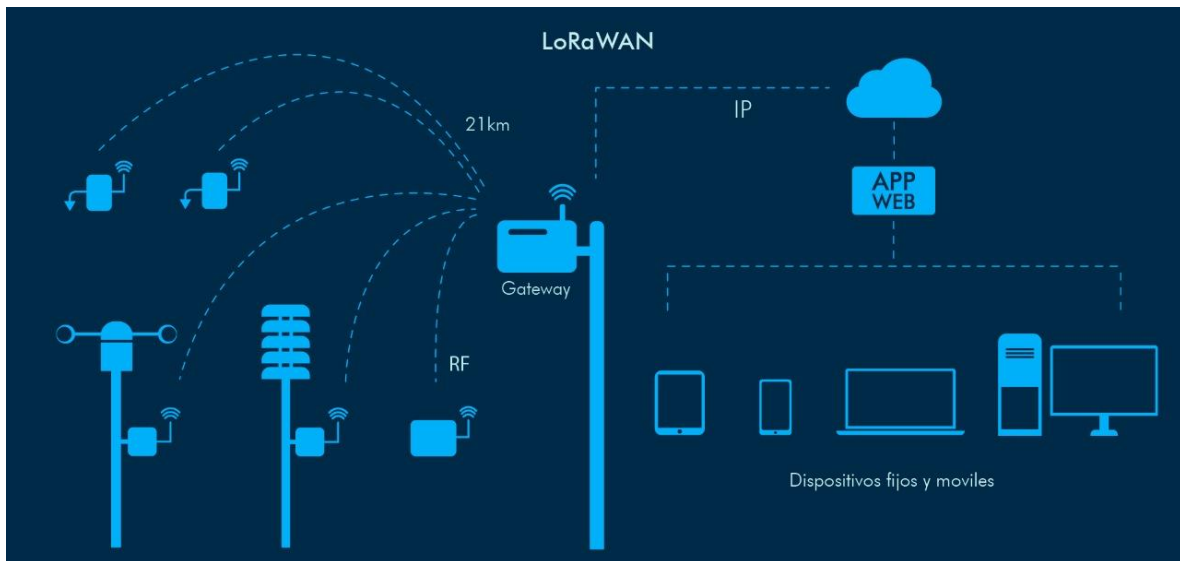 LoRaWAN
21km
IP
APP
WEB
Gateway
RF
Dispositivos fijos y moviles